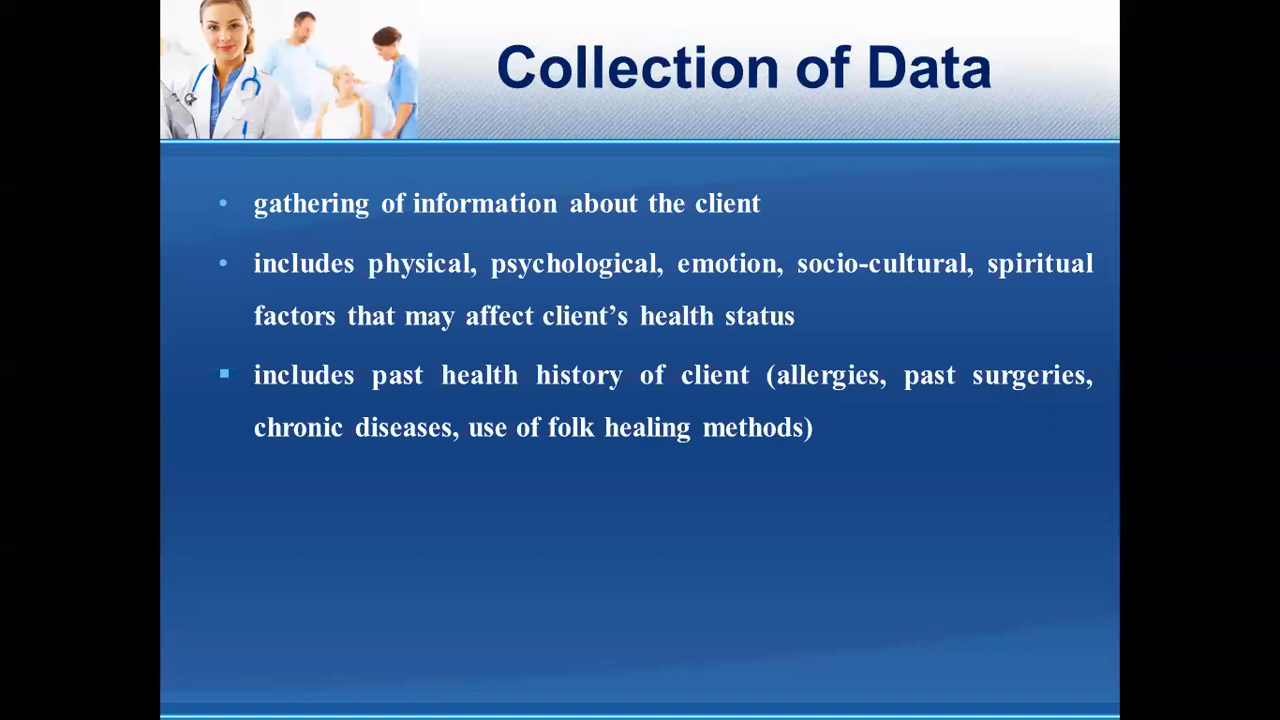 Collection of Data
• gathering of information about the client
• includes physical, psychological, emotion, socio-cultural, spiritual
factors that may affect client’s health status
▪ includes past health history of client (allergies, past surgeries,
chronic diseases, use of folk healing methods)